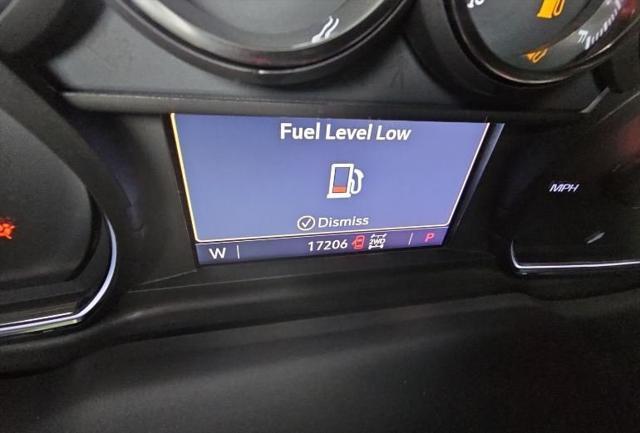 Fuel Level Low
Dismiss
MPH
W 17206 2WD P